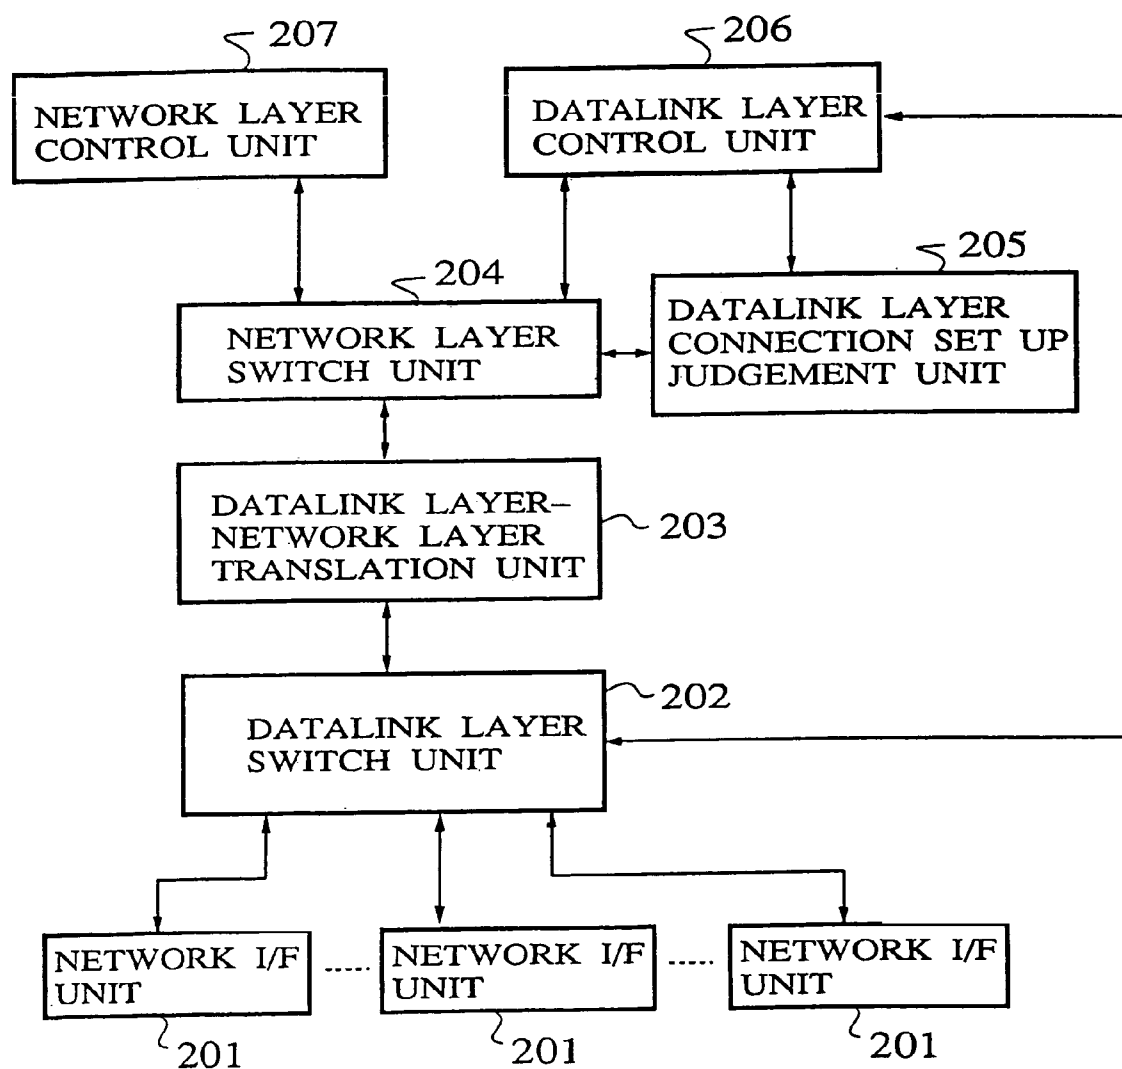 207
206
NETWORK LAYER
CONTROL UNIT
DATALINK LAYER
CONTROL UNIT
204
205
NETWORK LAYER
SWITCH UNIT
DATALINK LAYER
CONNECTION SET UP
JUDGEMENT UNIT
DATALINK LAYER–
NETWORK LAYER
TRANSLATION UNIT
203
202
DATALINK LAYER
SWITCH UNIT
NETWORK I/F
UNIT
.....
NETWORK I/F
UNIT
.....
NETWORK I/F
UNIT
201
201
201